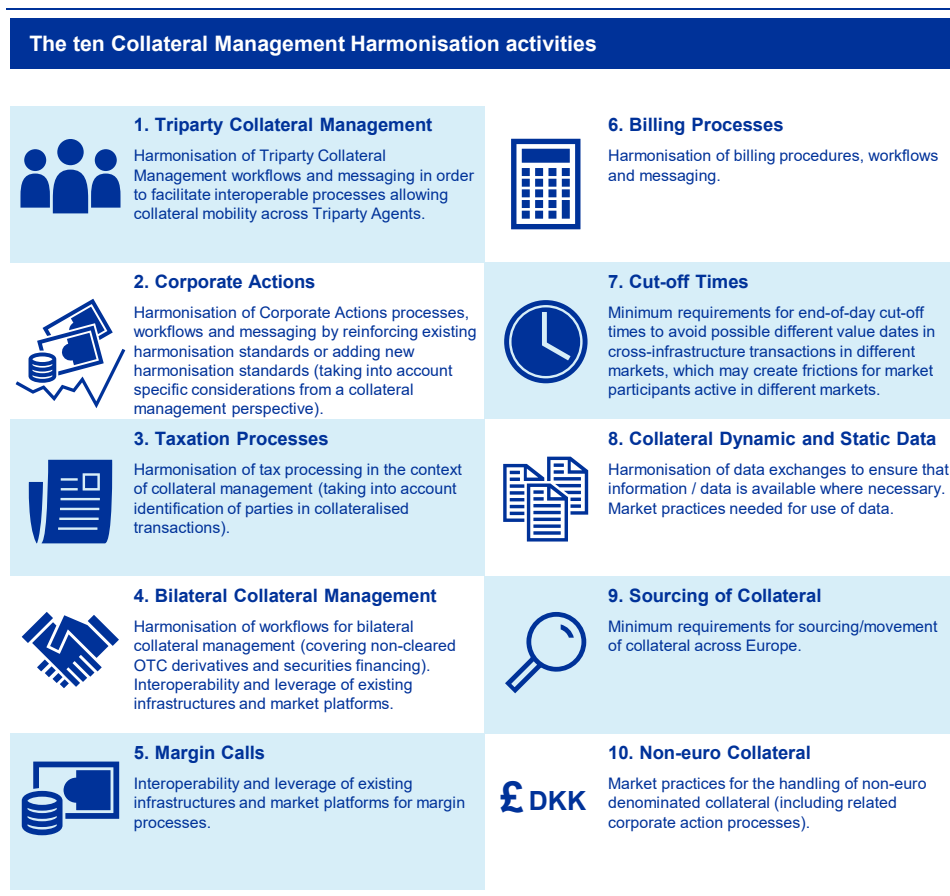 The ten Collateral Management Harmonisation activities
1. Triparty Collateral Management
Harmonisation of Triparty Collateral
Management workflows and messaging in order
to facilitate interoperable processes allowing
collateral mobility across Triparty Agents.
2. Corporate Actions
Harmonisation of Corporate Actions processes,
workflows and messaging by reinforcing existing
harmonisation standards or adding new
harmonisation standards (taking into account
specific considerations from a collateral
management perspective).
3. Taxation Processes
Harmonisation of tax processing in the context
of collateral management (taking into account
identification of parties in collateralised
transactions).
4. Bilateral Collateral Management
Harmonisation of workflows for bilateral
collateral management (covering non-cleared
OTC derivatives and securities financing).
Interoperability and leverage of existing
infrastructures and market platforms.
5. Margin Calls
Interoperability and leverage of existing
infrastructures and market platforms for margin
processes.
6. Billing Processes
Harmonisation of billing procedures, workflows
and messaging.
7. Cut-off Times
Minimum requirements for end-of-day cut-off
times to avoid possible different value dates in
cross-infrastructure transactions in different
markets, which may create frictions for market
participants active in different markets.
8. Collateral Dynamic and Static Data
Harmonisation of data exchanges to ensure that
information / data is available where necessary.
Market practices needed for use of data.
9. Sourcing of Collateral
Minimum requirements for sourcing/movement
of collateral across Europe.
£ DKK
10. Non-euro Collateral
Market practices for the handling of non-euro
denominated collateral (including related
corporate action processes).